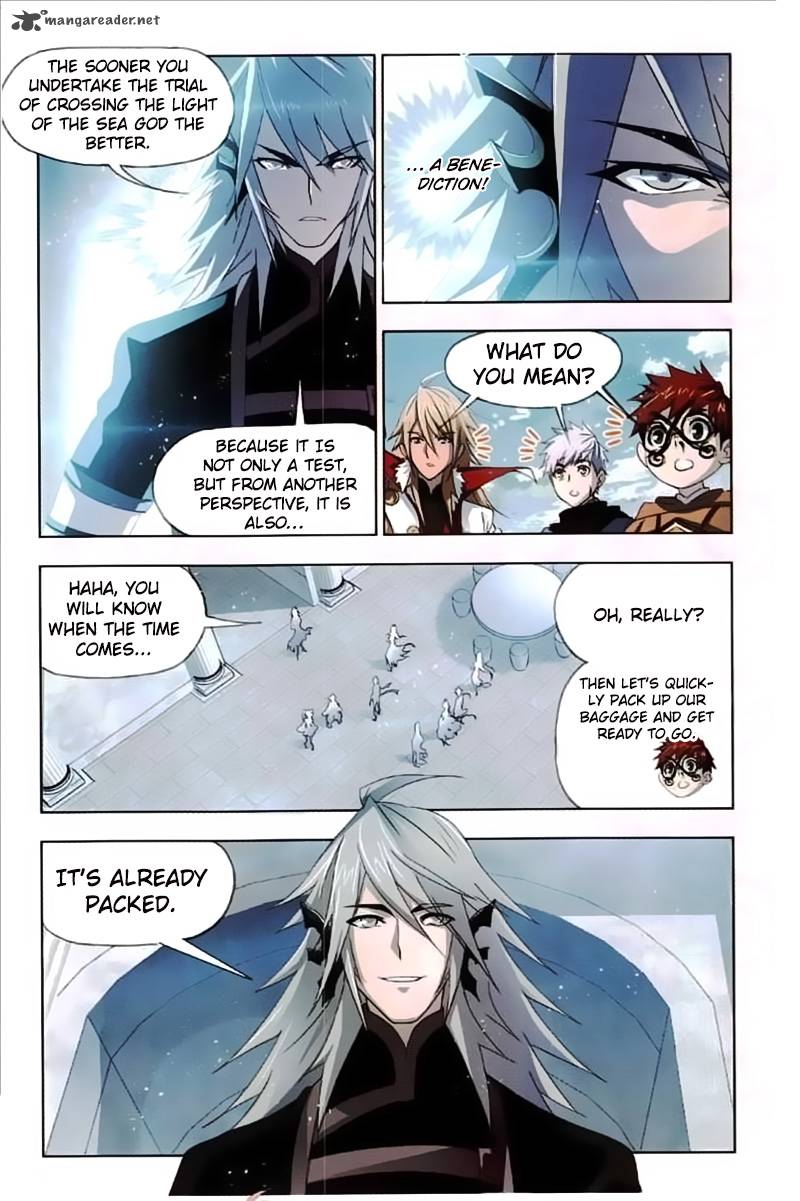 mangareader.net
THE SOONER YOU
UNDERTAKE THE TRIAL
OF CROSSING THE LIGHT
OF THE SEA GOD THE
BETTER.
BECAUSE IT IS
NOT ONLY A TEST,
BUT FROM ANOTHER
PERSPECTIVE, IT IS
ALSO...
... A BENE-
DICTION!
WHAT DO
YOU MEAN?
HAHA, YOU
WILL KNOW
WHEN THE TIME
COMES...
OH, REALLY?
THEN LET'S QUICK-
LY PACK UP OUR
BAGGAGE AND GET
READY TO GO.
IT'S ALREADY
PACKED.